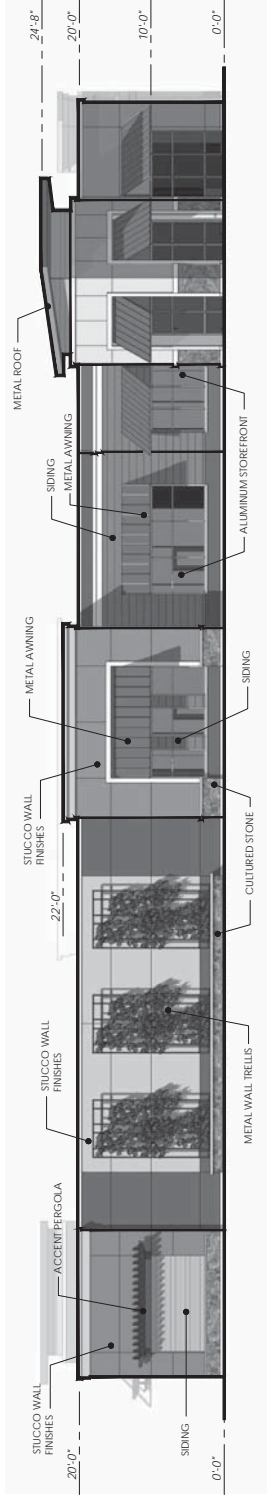 24'-8"
20'-0"
10'-0"
0'-0"
METAL ROOF
SIDING
METAL AWNING
ALUMINUM STOREFRONT
METAL AWNING
STUCCO WALL
FINISHES
SIDING
22'-0"
CULTURED STONE
STUCCO WALL
FINISHES
METAL WALL TRELLIS
ACCENT PERGOLA
STUCCO WALL
FINISHES
SIDING
20'-0"
0'-0"